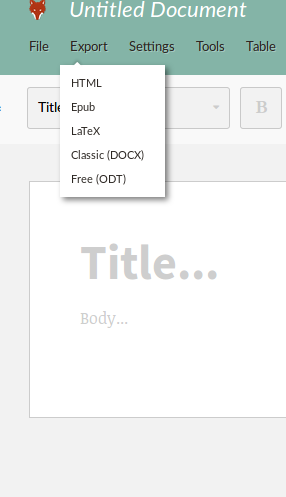 Untitled Document
File Export Settings Tools Table
HTML
Title
B
Epub
LaTeX
Classic (DOCX)
Free (ODT)
Title...
Body...